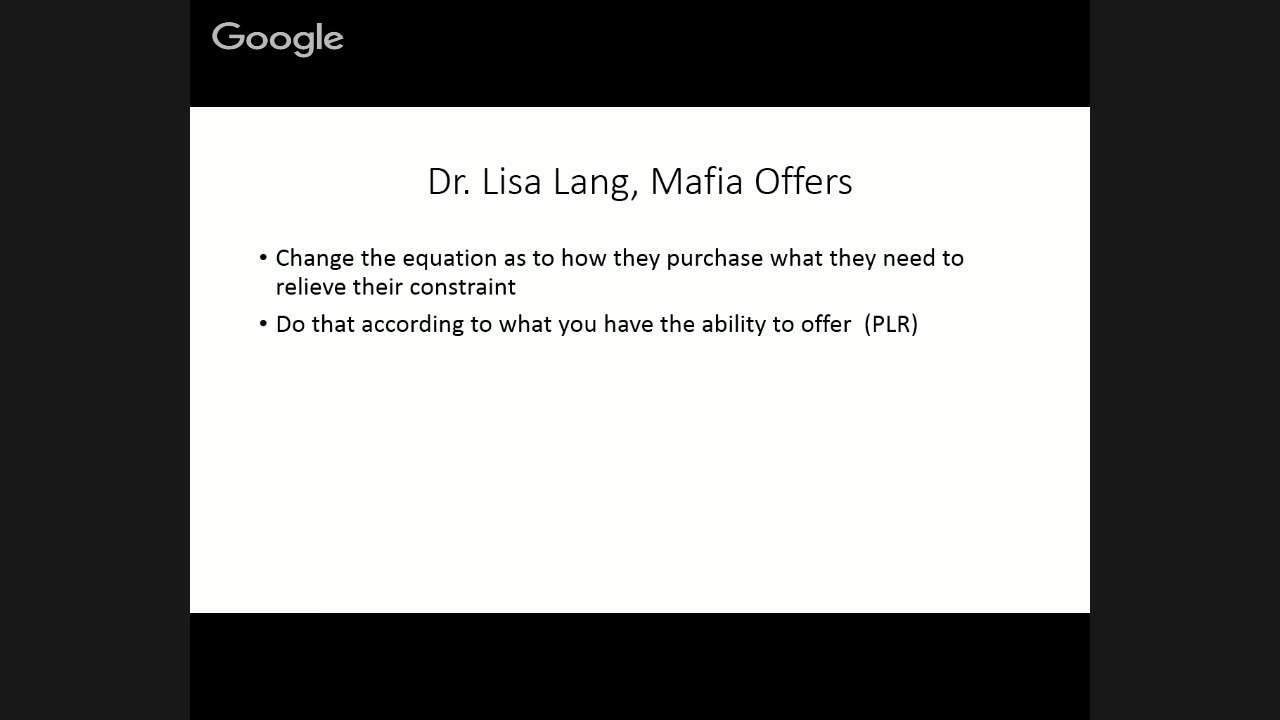 Google
Dr. Lisa Lang, Mafia Offers
• Change the equation as to how they purchase what they need to
relieve their constraint
• Do that according to what you have the ability to offer  (PLR)